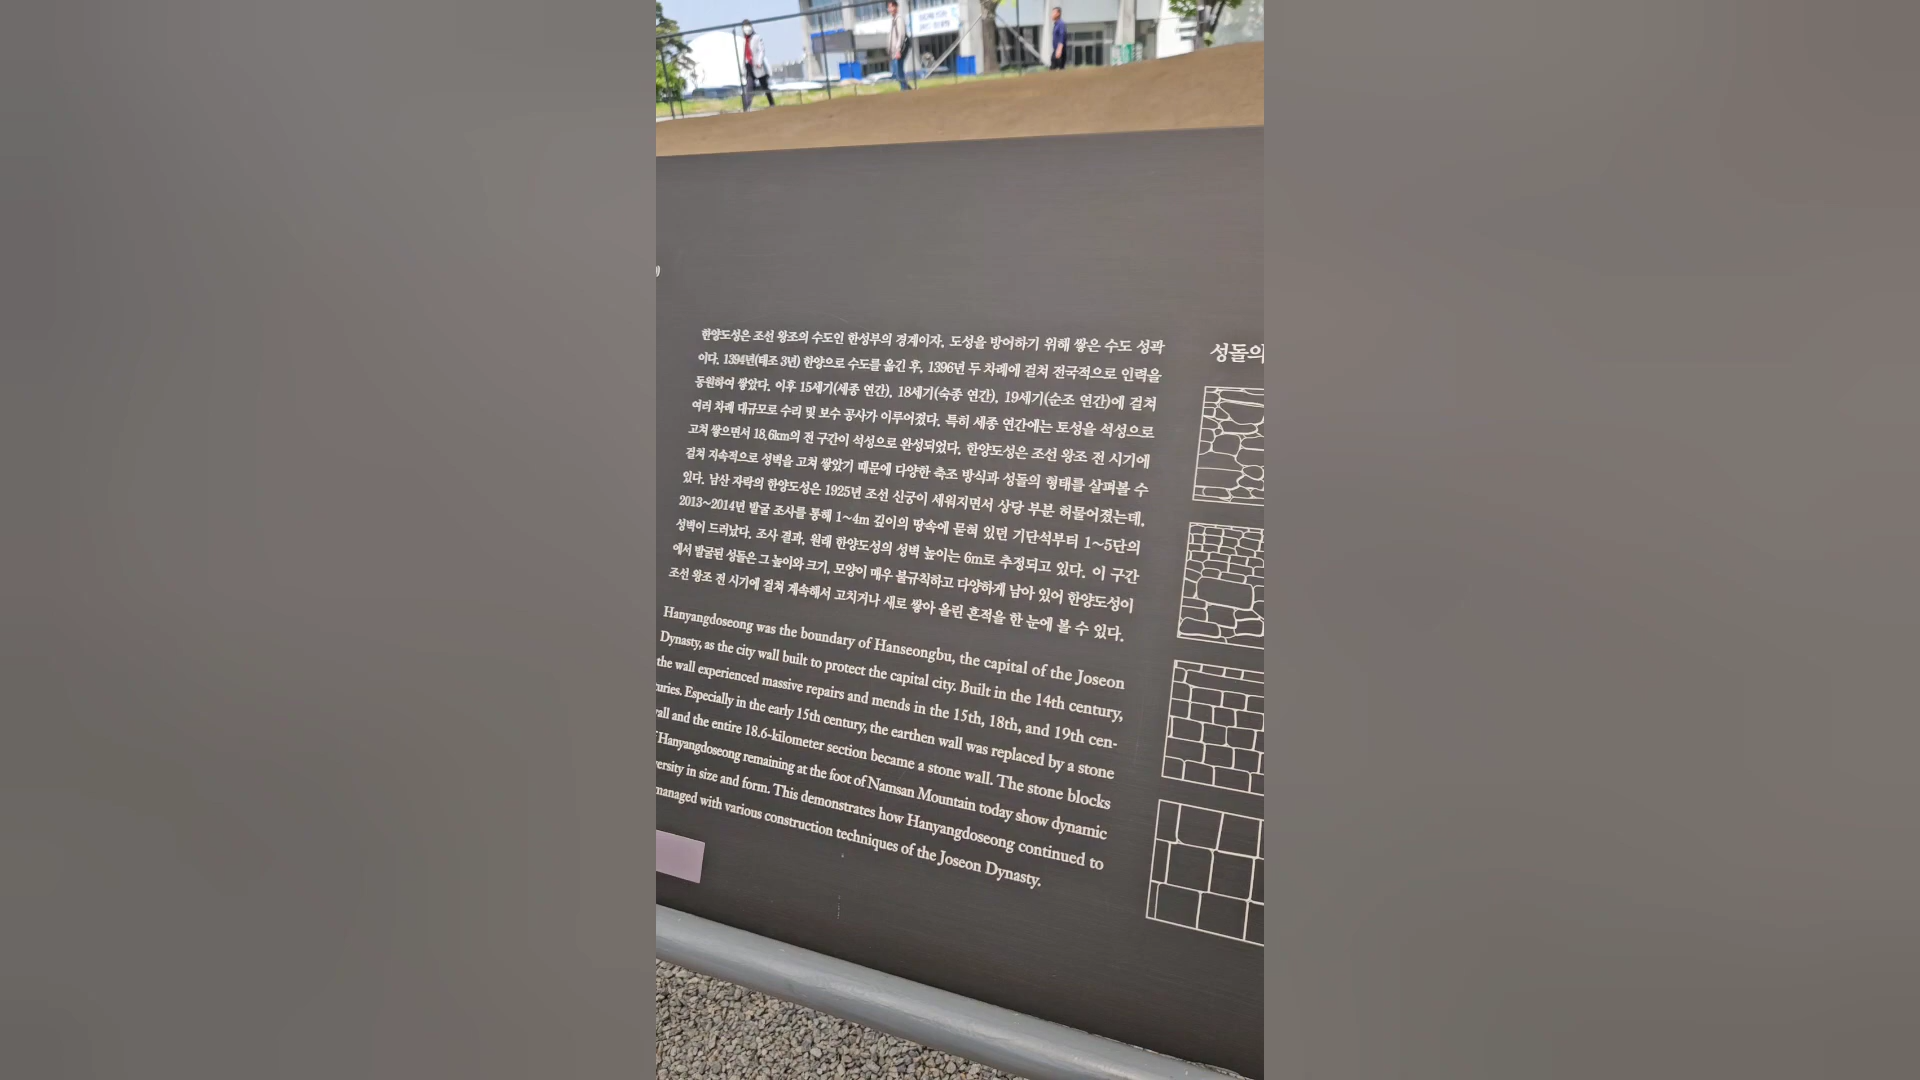 한양도성은 조선 왕조의 수도인 한성부의 경계이자, 도성을 방어하기 위해 쌓은 수도 성곽
이다. 1394년(태조 3년) 한양으로 수도를 옮긴 후, 1396년 두 차례에 걸쳐 전국적으로 인력을
동원하여 쌓았다. 이후 15세기(세종 연간), 18세기(숙종 연간), 19세기(순조 연간)에 걸쳐
여러 차례 대규모로 수리 및 보수 공사가 이루어졌다. 특히 세종 연간에는 토성을 석성으로
고쳐 쌓으면서 18.6km의 전 구간이 석성으로 완성되었다. 한양도성은 조선 왕조 전 시기에
걸쳐 지속적으로 성벽을 고쳐 쌓았기 때문에 다양한 축조 방식과 성돌의 형태를 살펴볼 수
있다. 남산 자락의 한양도성은 1925년 조선 신궁이 세워지면서 상당 부분 허물어졌는데,
2013~2014년 발굴 조사를 통해 1~4m 깊이의 땅속에 묻혀 있던 기단석부터 1~5단의
성벽이 드러났다. 조사 결과, 원래 한양도성의 성벽 높이는 6m로 추정되고 있다. 이 구간
에서 발굴된 성돌은 그 높이와 크기, 모양이 매우 불규칙하고 다양하게 남아 있어 한양도성이
조선 왕조 전 시기에 걸쳐 계속해서 고치거나 새로 쌓아 올린 흔적을 한 눈에 볼 수 있다.
Hanyangdoseong was the boundary of Hanseongbu, the capital of the Joseon
Dynasty, as the city wall built to protect the capital city. Built in the 14th century,
the wall experienced massive repairs and mends in the 15th, 18th, and 19th cen-
uries. Especially in the early 15th century, the earthen wall was replaced by a stone
all and the entire 18.6-kilometer section became a stone wall. The stone blocks
Hanyangdoseong remaining at the foot of Namsan Mountain today show dynamic
ersity in size and form. This demonstrates how Hanyangdoseong continued to
managed with various construction techniques of the Joseon Dynasty.
성돌의